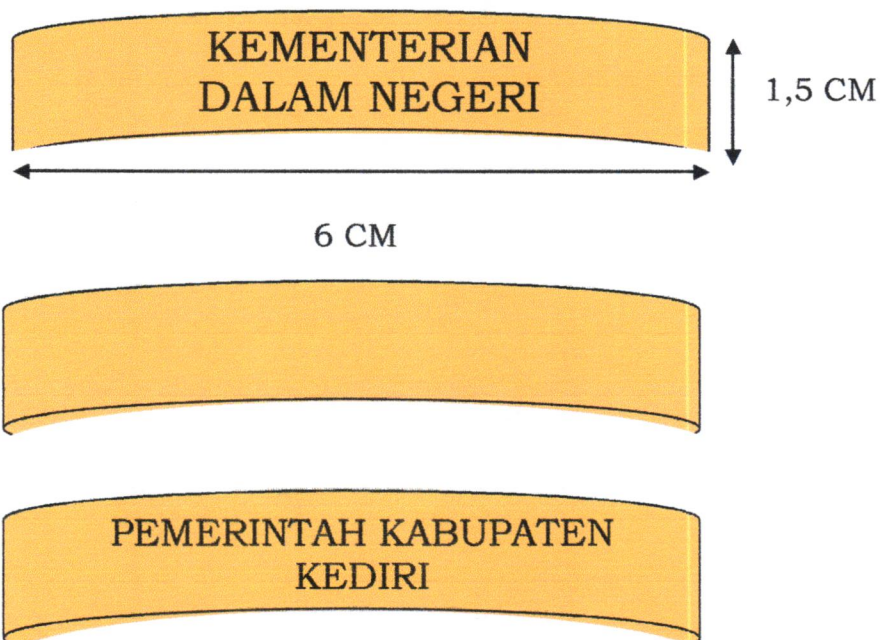 KEMENTERIAN
DALAM NEGERI
1,5 CM
6 CM
PEMERINTAH KABUPATEN
KEDIRI